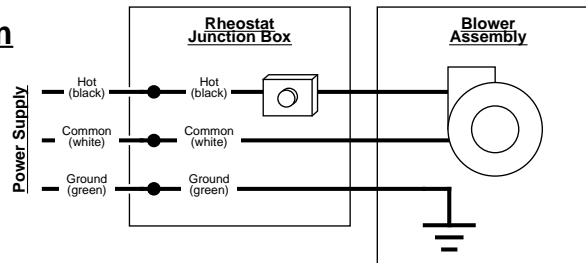 m
Rheostat
Junction Box
Blower
Assembly
Power Supply
Hot
(black)
Hot
(black)
Common
(white)
Common
(white)
Ground
(green)
Ground
(green)